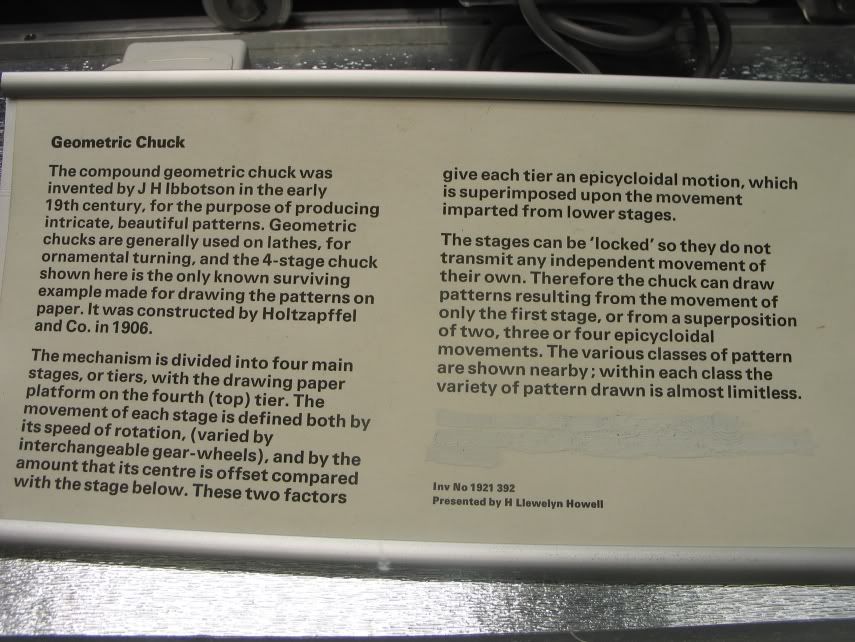 Geometric Chuck
The compound geometric chuck was
invented by J H Ibbotson in the early
19th century, for the purpose of producing
intricate, beautiful patterns. Geometric
chucks are generally used on lathes, for
ornamental turning, and the 4-stage chuck
shown here is the only known surviving
example made for drawing the patterns on
paper. It was constructed by Holtzapffel
and Co. in 1906.
The mechanism is divided into four main
stages, or tiers, with the drawing paper
platform on the fourth (top) tier. The
movement of each stage is defined both by
its speed of rotation, (varied by
interchangeable gear-wheels), and by the
amount that its centre is offset compared
with the stage below. These two factors
give each tier an epicycloidal motion, which
is superimposed upon the movement
imparted from lower stages.
The stages can be 'locked' so they do not
transmit any independent movement of
their own. Therefore the chuck can draw
patterns resulting from the movement of
only the first stage, or from a superposition
of two, three or four epicycloidal
movements. The various classes of pattern
are shown nearby; within each class the
variety of pattern drawn is almost limitless.
Inv No 1921 392
Presented by H Llewelyn Howell